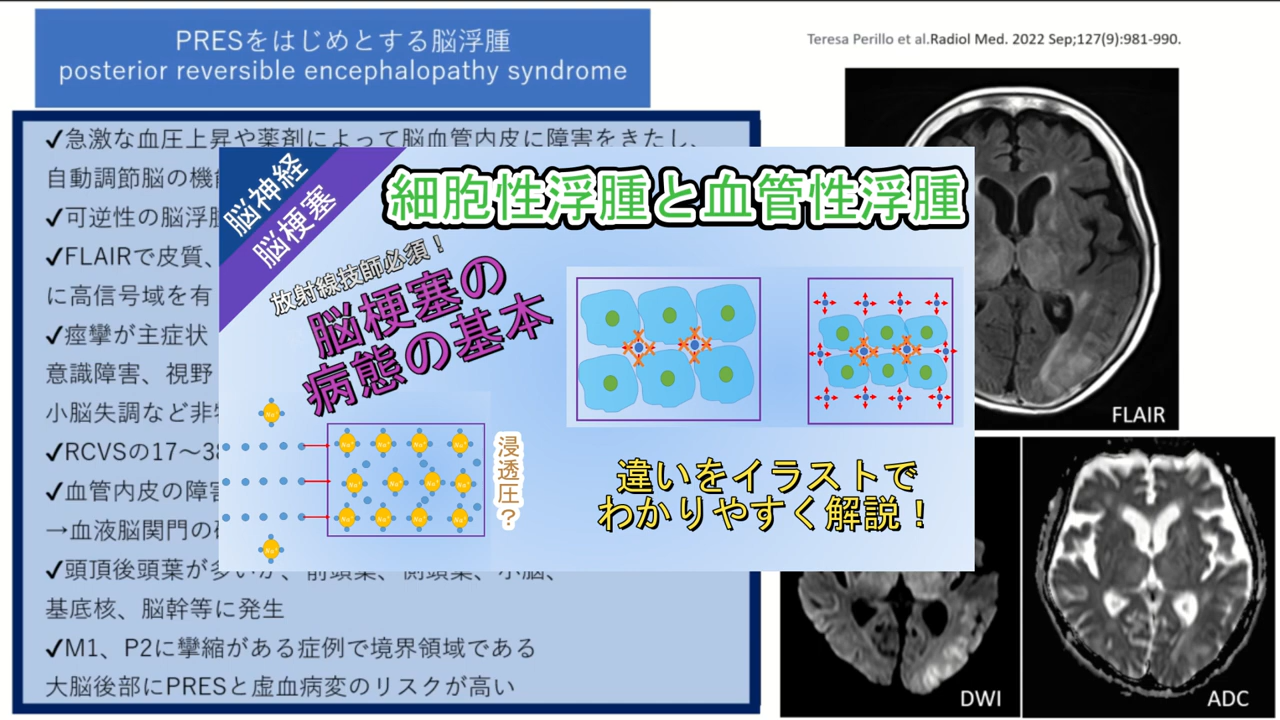 PRESをはじめとする脳浮腫
posterior reversible encephalopathy syndrome
Teresa Perillo et al.Radiol Med. 2022 Sep;127(9):981-990.
✓急激な血圧上昇や薬剤によって脳血管内皮に障害をきたし、
自動調節脳の機
✓可逆性の脳浮
✓FLAIRで皮質、
に高信号域を有
✓痙攣が主症状
意識障害、視野
小脳失調など非
✓RCVSの17～3
✓血管内皮の障
→血液脳関門の
✓頭頂後頭葉が多いが、前頭葉、側頭葉、小脳、
基底核、脳幹等に発生
✓M1、P2に攣縮がある症例で境界領域である
大脳後部にPRESと虚血病変のリスクが高い
脳神経
脳梗塞
細胞性浮腫と血管性浮腫
放射線技師必須！
脳梗塞の
病態の基本
浸透圧？
違いをイラストで
わかりやすく解説！
FLAIR
DWI
ADC